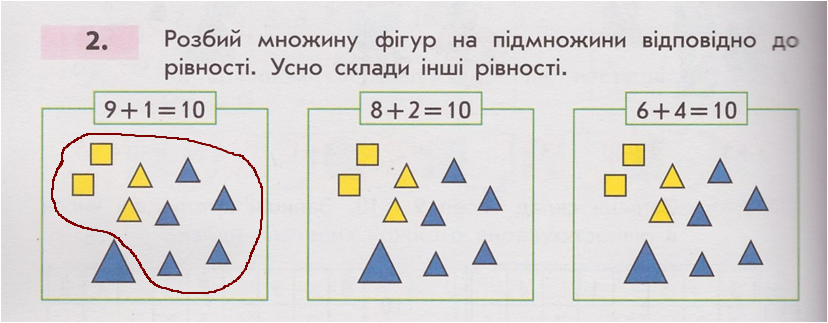 2. Розбий множину фігур на підмножини відповідно до
рівності. Усно склади інші рівності.
9+1=10
8+2=10
6+4=10